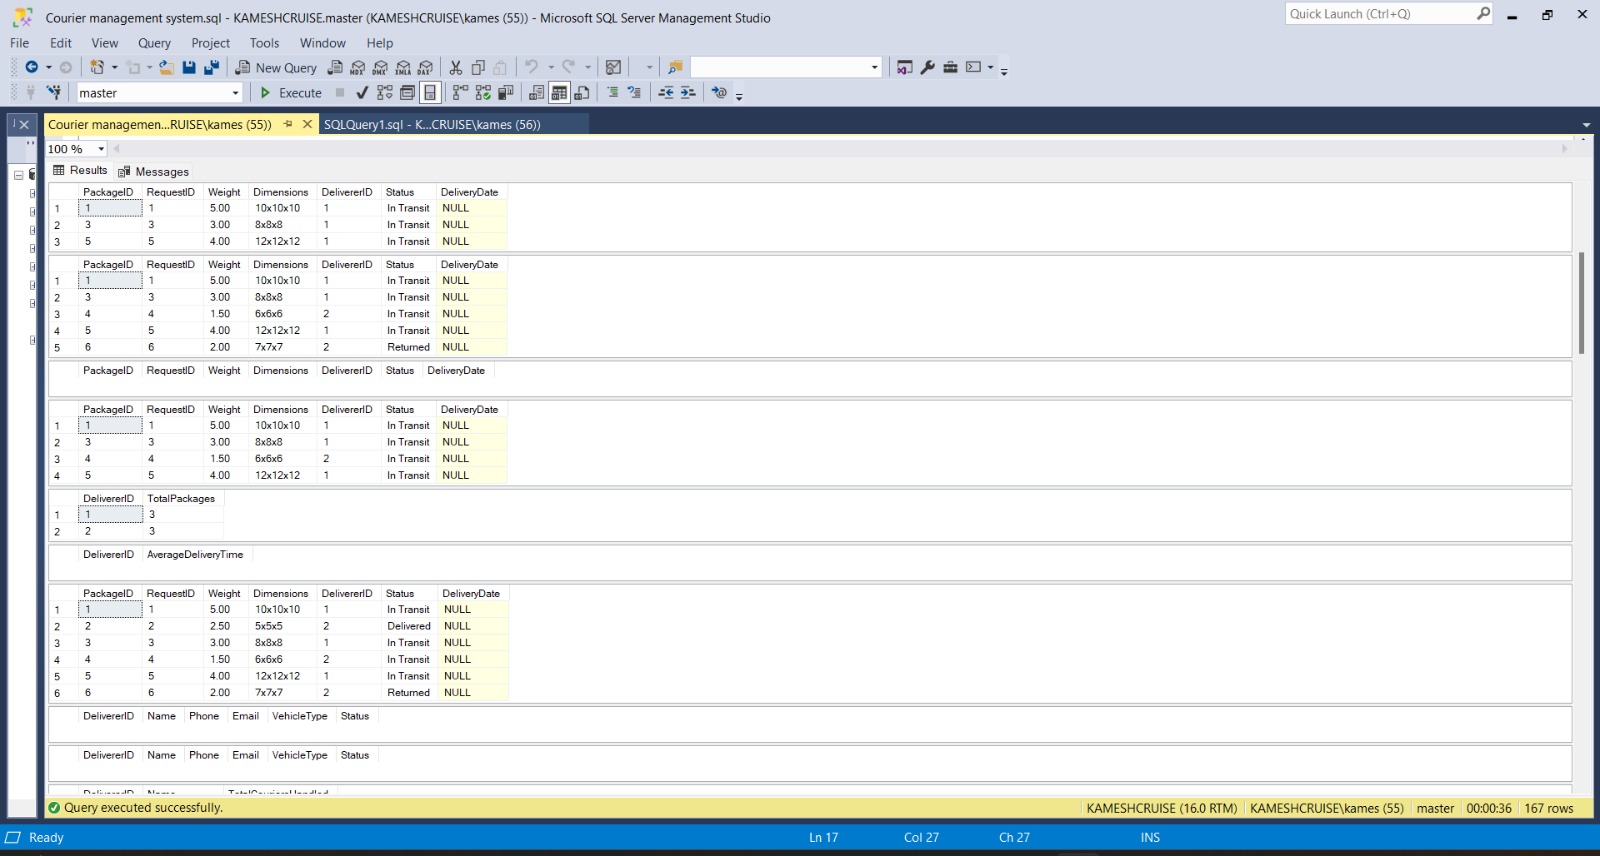 Courier management system.sql - KAMESHCRUISE.master (KAMESHCRUISE\kames (55)) - Microsoft SQL Server Management Studio
Quick Launch (Ctrl+Q)
File Edit View Query Project Tools Window Help
New Query MDX DMX XMLA DAX
master Execute
Courier managemen...RUISE\kames (55)) SQLQuery1.sql - K...CRUISE\kames (56))
100 %
Results Messages
PackageID RequestID Weight Dimensions DelivererID Status DeliveryDate
1 1 1 5.00 10x10x10 1 In Transit NULL
2 3 3 3.00 8x8x8 1 In Transit NULL
3 5 5 4.00 12x12x12 1 In Transit NULL
PackageID RequestID Weight Dimensions DelivererID Status DeliveryDate
1 1 1 5.00 10x10x10 1 In Transit NULL
2 3 3 3.00 8x8x8 1 In Transit NULL
3 4 4 1.50 6x6x6 2 In Transit NULL
4 5 5 4.00 12x12x12 1 In Transit NULL
5 6 6 2.00 7x7x7 2 Returned NULL
PackageID RequestID Weight Dimensions DelivererID Status DeliveryDate
PackageID RequestID Weight Dimensions DelivererID Status DeliveryDate
1 1 1 5.00 10x10x10 1 In Transit NULL
2 3 3 3.00 8x8x8 1 In Transit NULL
3 4 4 1.50 6x6x6 2 In Transit NULL
4 5 5 4.00 12x12x12 1 In Transit NULL
DelivererID TotalPackages
1 1 3
2 2 3
DelivererID AverageDeliveryTime
PackageID RequestID Weight Dimensions DelivererID Status DeliveryDate
1 1 1 5.00 10x10x10 1 In Transit NULL
2 2 2 2.50 5x5x5 2 Delivered NULL
3 3 3 3.00 8x8x8 1 In Transit NULL
4 4 4 1.50 6x6x6 2 In Transit NULL
5 5 5 4.00 12x12x12 1 In Transit NULL
6 6 6 2.00 7x7x7 2 Returned NULL
DelivererID Name Phone Email VehicleType Status
DelivererID Name Phone Email VehicleType Status
DelivererID Name TotalCouriersHandled
Query executed successfully. KAMESHCRUISE (16.0 RTM) KAMESHCRUISE\kames (55) master 00:00:36 167 rows
Ready Ln 17 Col 27 Ch 27 INS